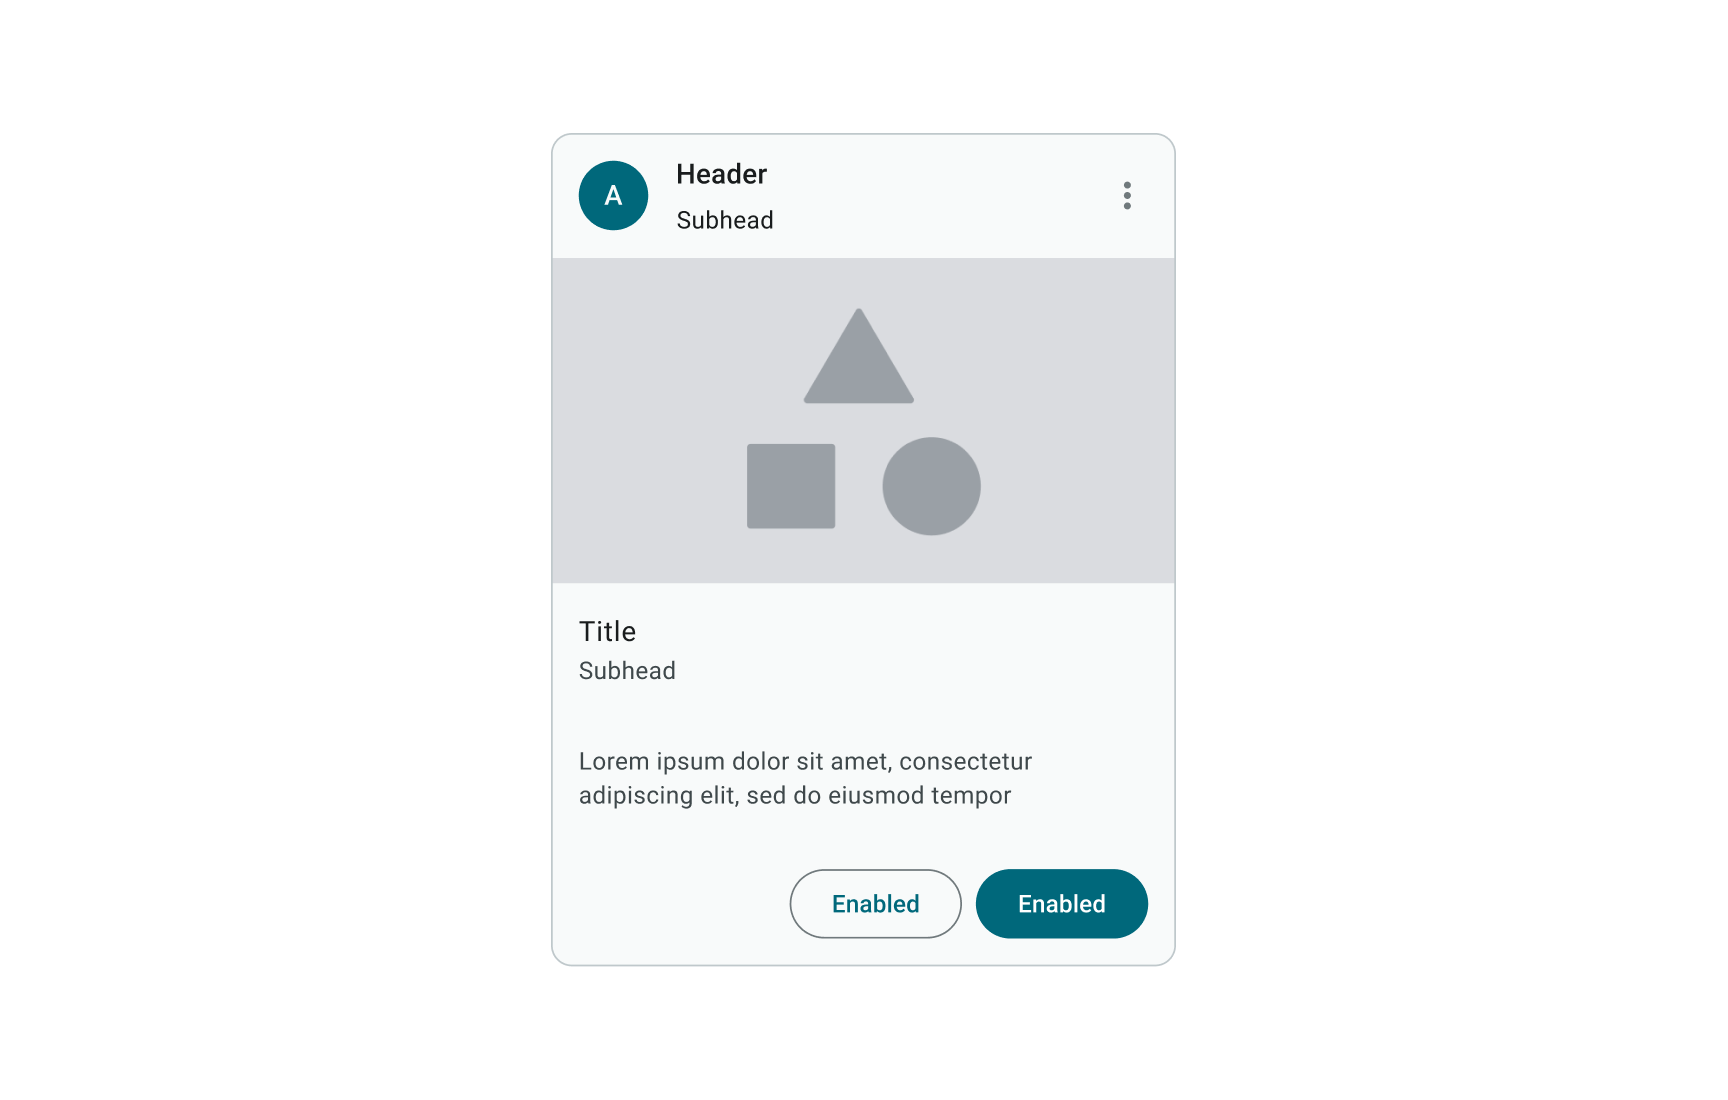 A
Header
Subhead
Title
Subhead
Lorem ipsum dolor sit amet, consectetur
adipiscing elit, sed do eiusmod tempor
Enabled
Enabled